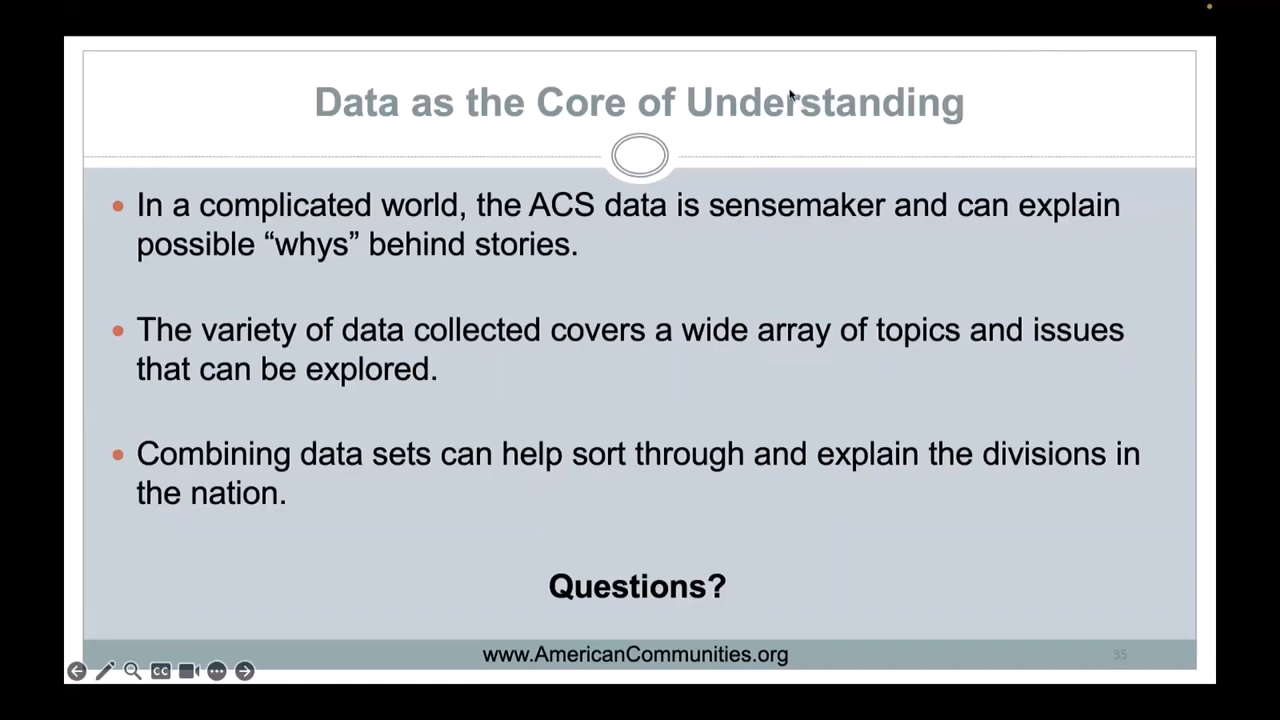 Data as the Core of Understanding
• In a complicated world, the ACS data is sensemaker and can explain
possible “whys” behind stories.
• The variety of data collected covers a wide array of topics and issues
that can be explored.
• Combining data sets can help sort through and explain the divisions in
the nation.
Questions?
www.AmericanCommunities.org
35
CC